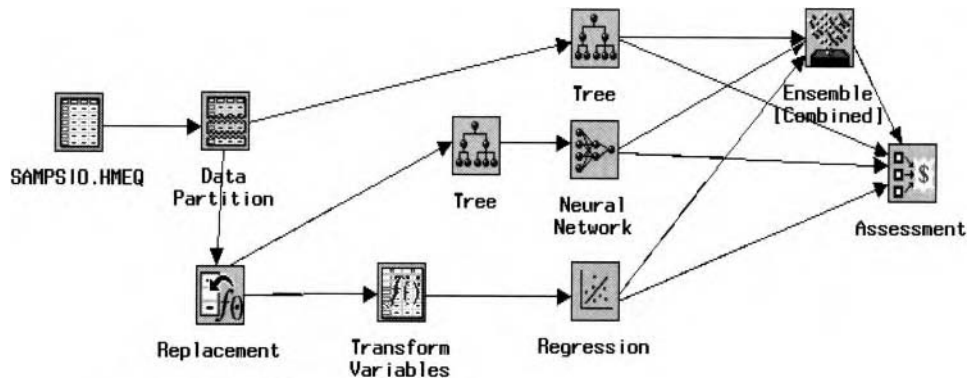 Tree
Ensemble
[Combined]
SAMPSIO.HMEQ
Data
Partition
Tree
Neural
Network
Assessment
Replacement
Transform
Variables
Regression